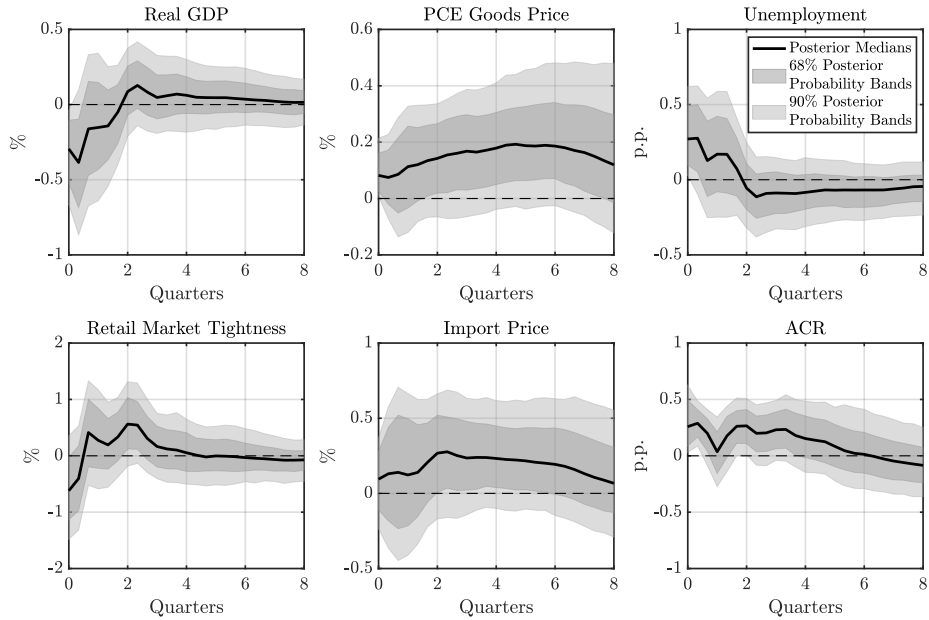 Real GDP
0.5
0
-0.5
-1
%
0 2 4 6 8
Quarters
PCE Goods Price
0.6
0.4
0.2
0
-0.2
%
0 2 4 6 8
Quarters
Unemployment
1
0.5
0
-0.5
p.p.
0 2 4 6 8
Quarters
Posterior Medians
68% Posterior
Probability Bands
90% Posterior
Probability Bands
Retail Market Tightness
2
1
0
-1
-2
%
0 2 4 6 8
Quarters
Import Price
1
0.5
0
-0.5
%
0 2 4 6 8
Quarters
ACR
1
0.5
0
-0.5
-1
p.p.
0 2 4 6 8
Quarters